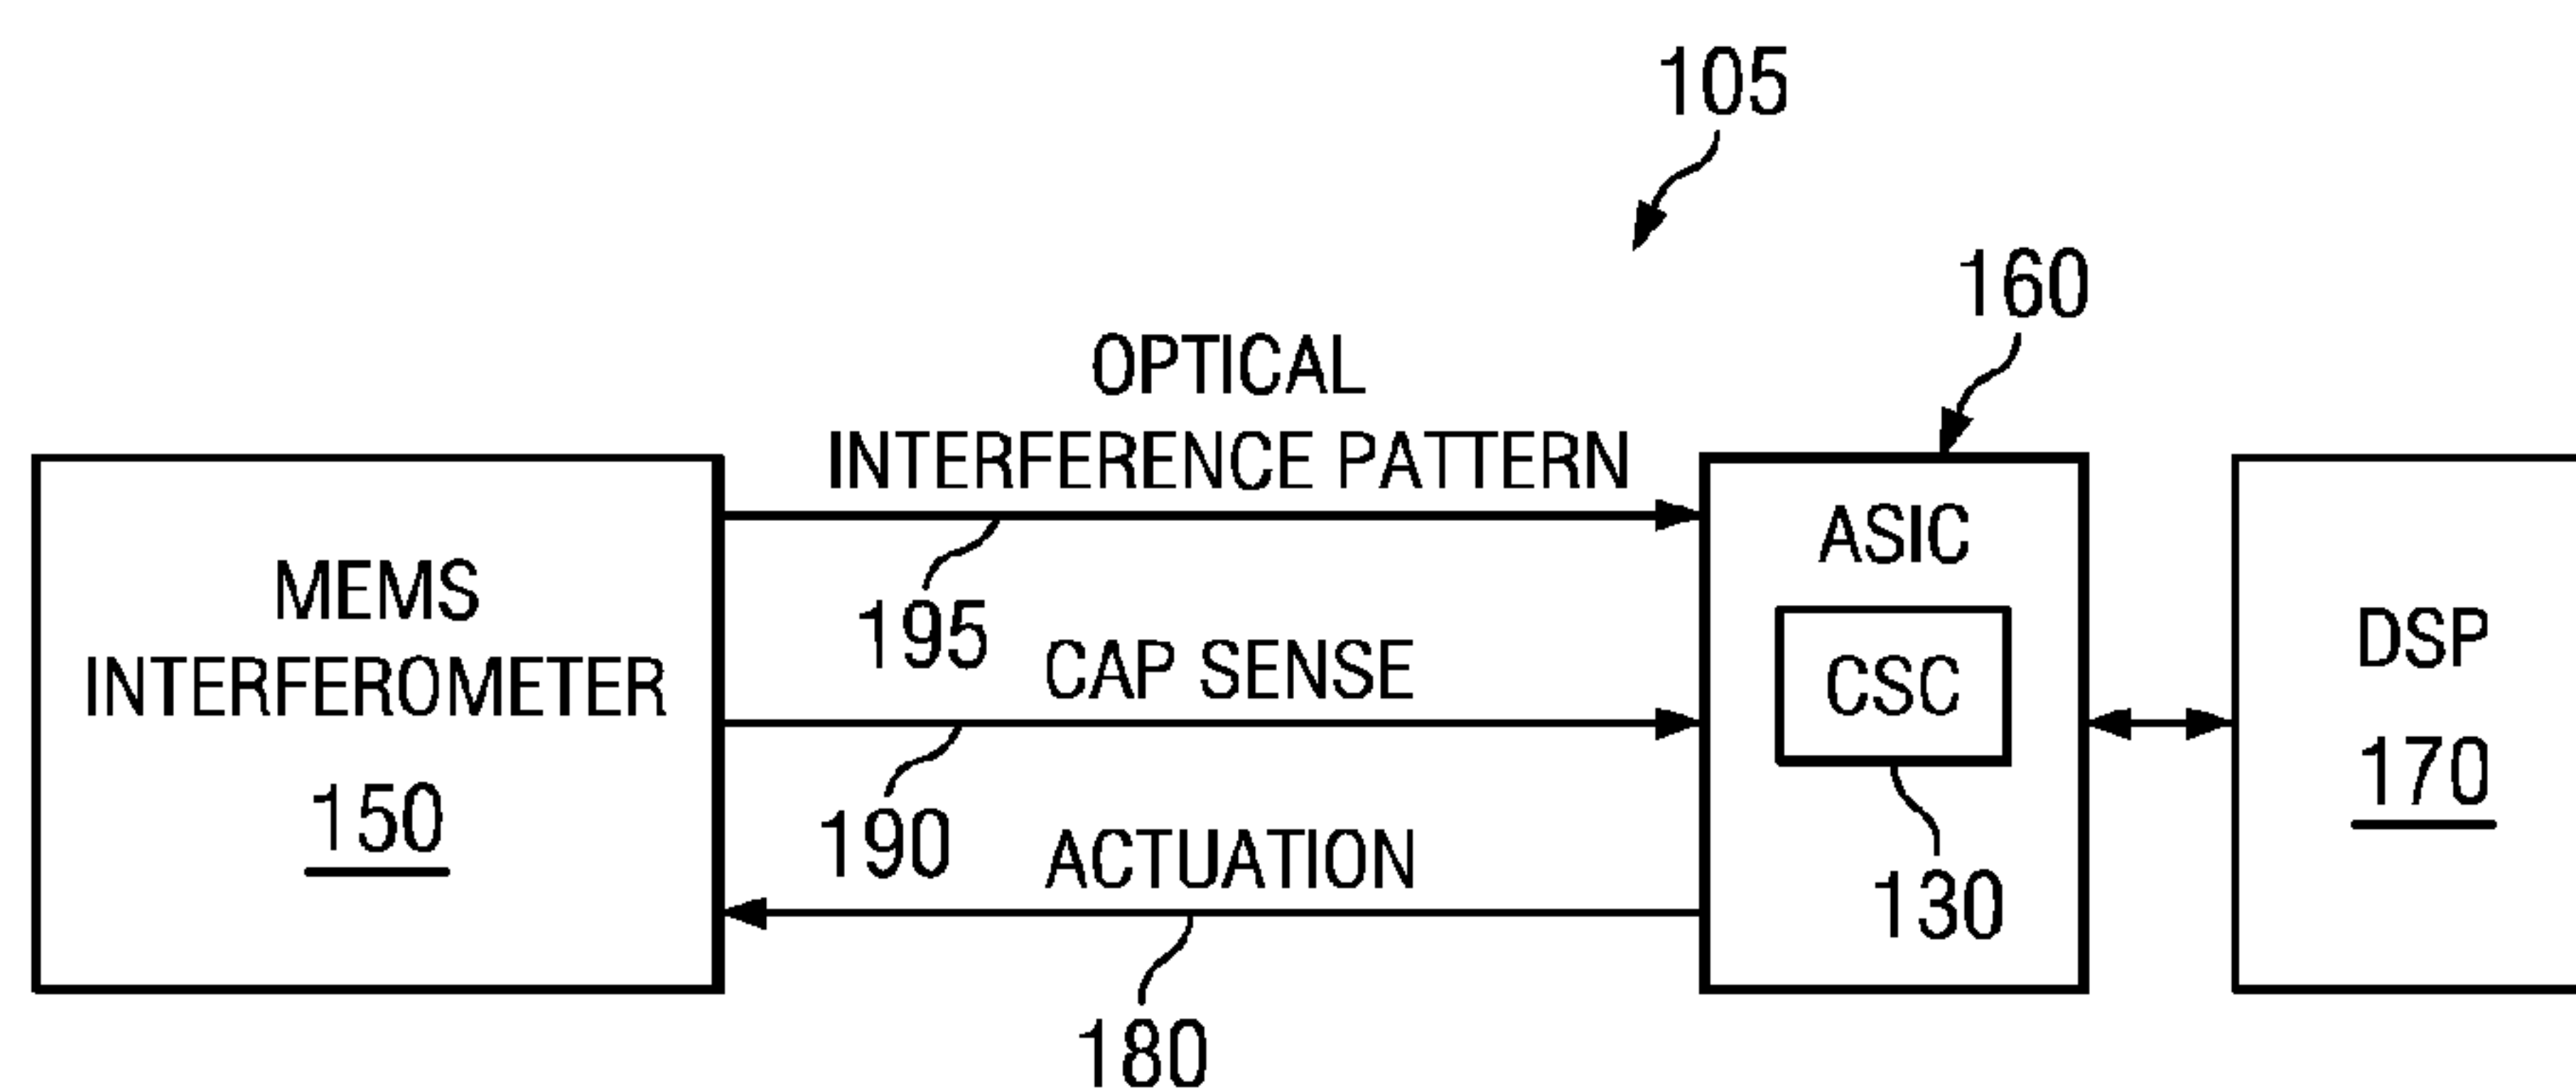 105
160
OPTICAL
INTERFERENCE PATTERN
ASIC
MEMS
INTERFEROMETER
150
195
CAP SENSE
CSC
DSP
170
190
ACTUATION
130
180